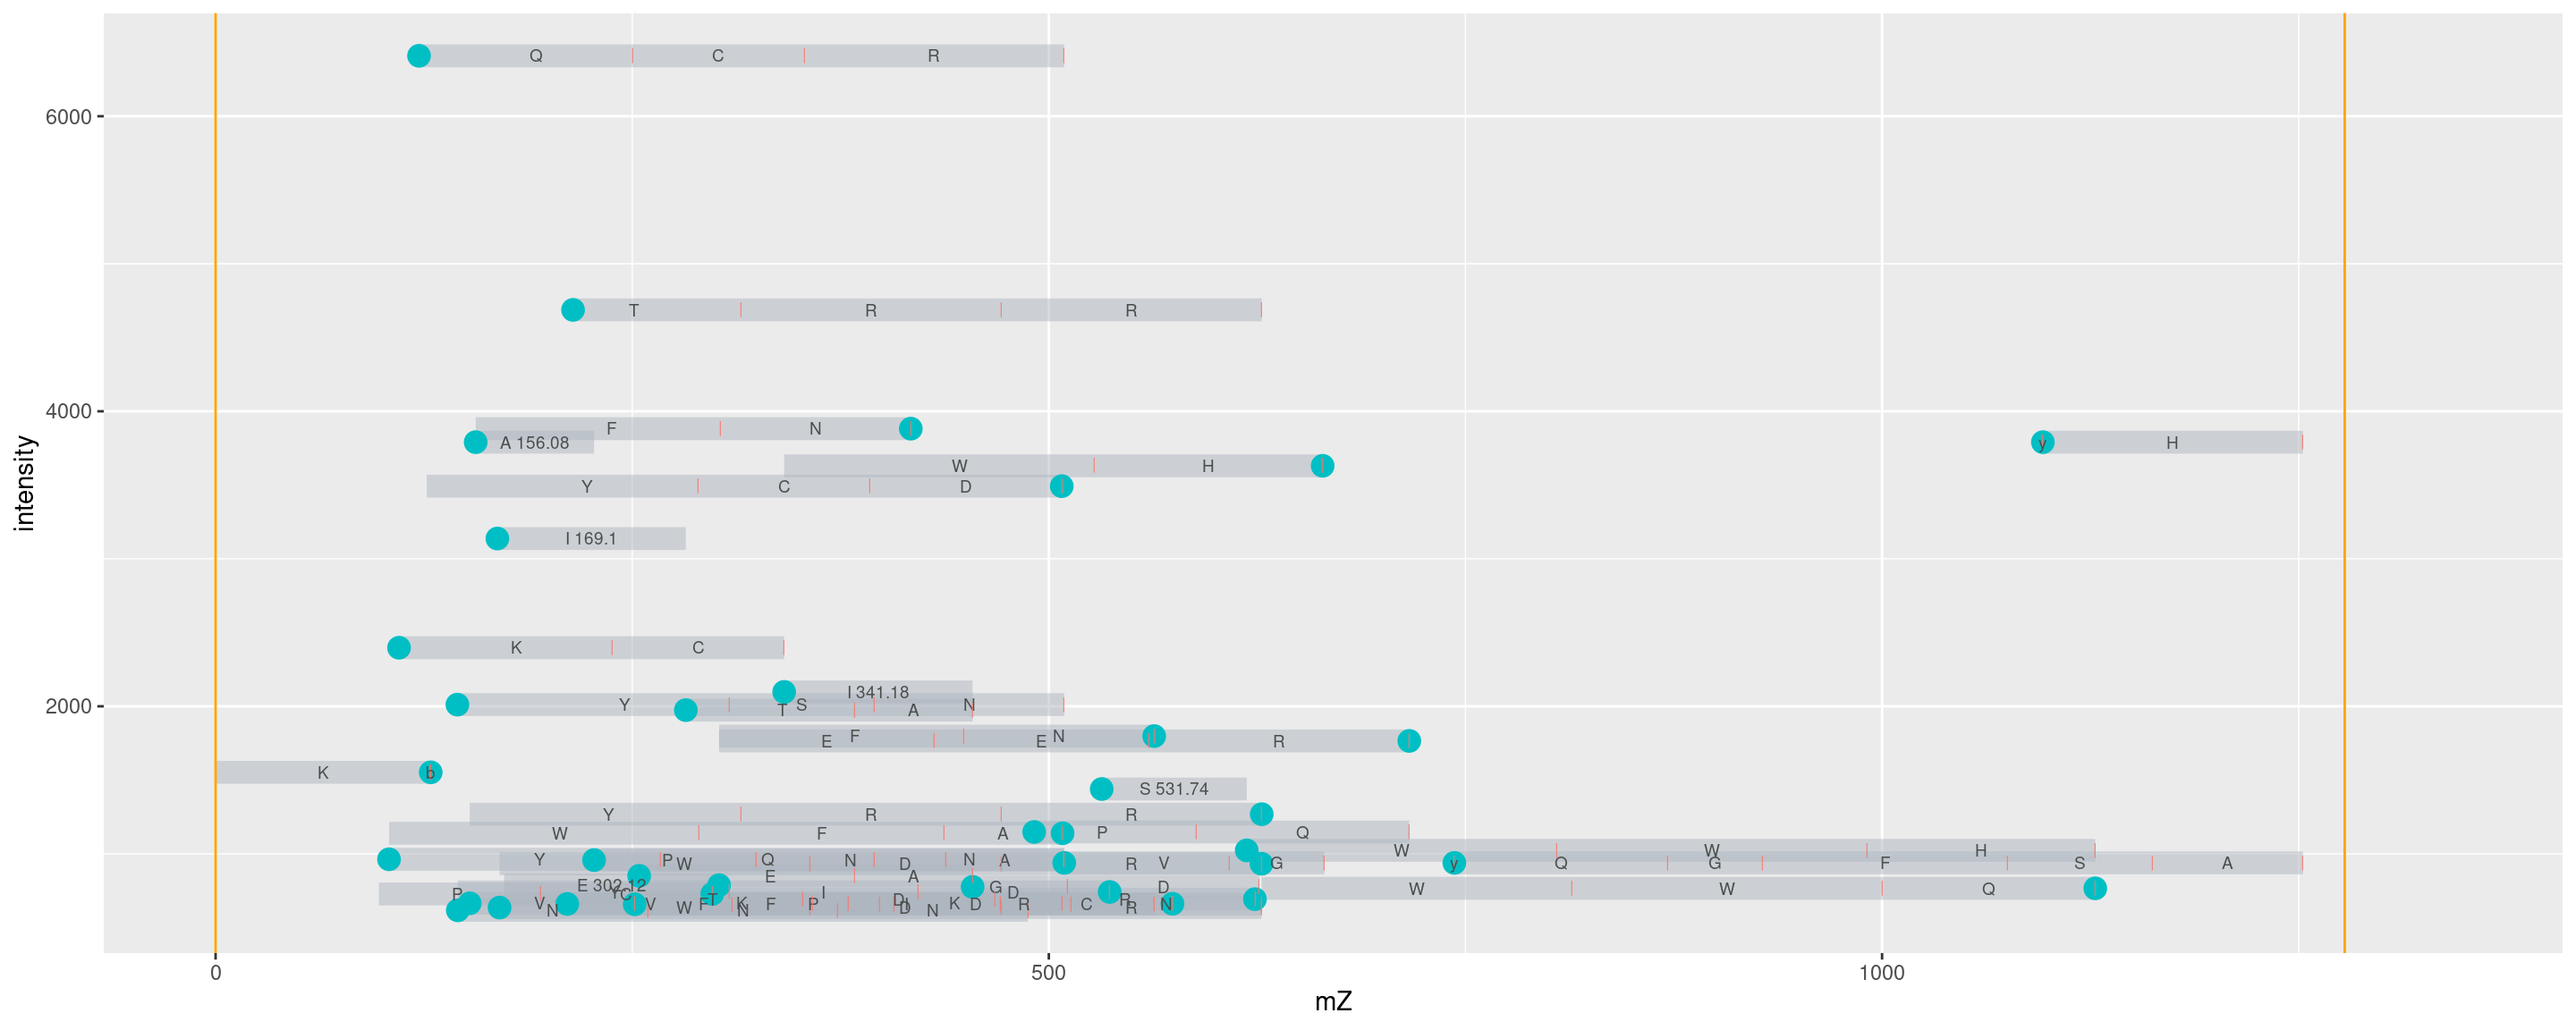 Q C R
6000
T R R
F N
4000
A 156.08
y H
W H
Y C D
intensity
I 169.1
K C
I 341.18
2000
Y S N
T A
F N
E E R
K b
S 531.74
Y R R
W F A P Q
W W H
Y P Q N N A
W D R V G
y Q G F S A
E A
E 302.12
G D D
W W Q
P
I
V N V W F T K N F P D N K D R C R N
0 500 1000
mZ